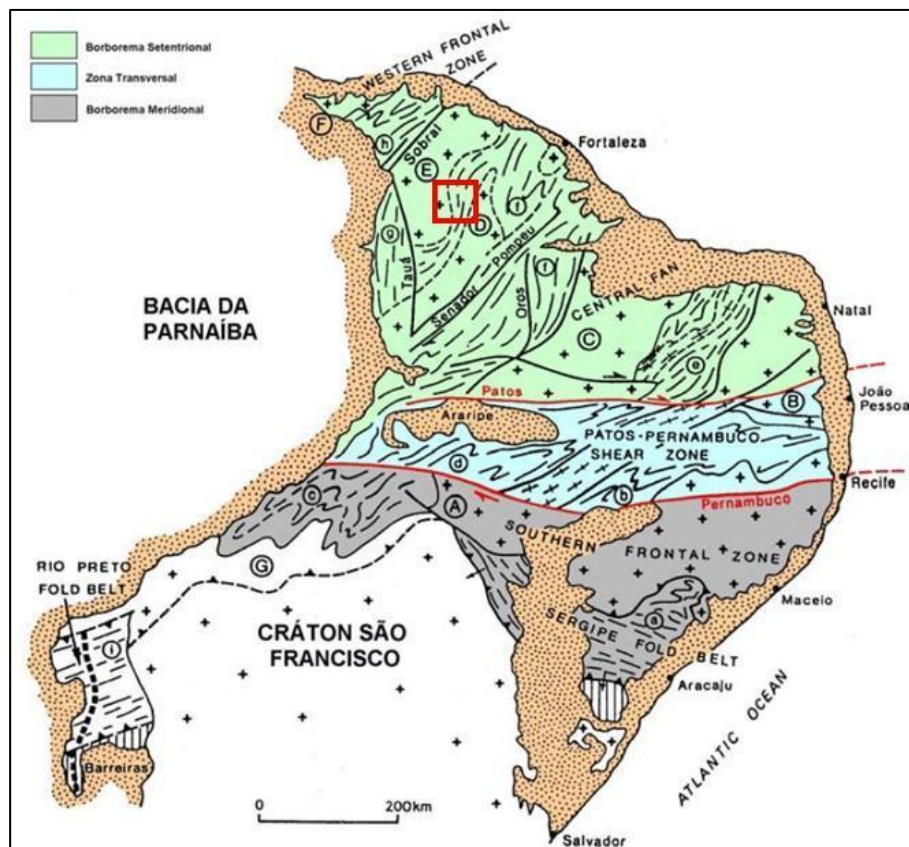 Borborema Setentrional
Zona Transversal
Borborema Meridional
WESTERN FRONTAL
ZONE
F
h
Sobral
Fortaleza
E
D
f
g
Tauá
Senador Pompeu
Oros
f
CENTRAL FAN
BACIA DA
PARNAÍBA
C
Natal
e
Patos
B
João
Pessoa
Araripe
PATOS-PERNAMBUCO
SHEAR ZONE
d
Recife
c
b
Pernambuco
A
SOUTHERN
FRONTAL ZONE
RIO PRETO
FOLD BELT
G
Maceio
a
CRÁTON SÃO
FRANCISCO
SERGIPE FOLD BELT
i
Aracaju
ATLANTIC OCEAN
Barreiras
0 200km
Salvador